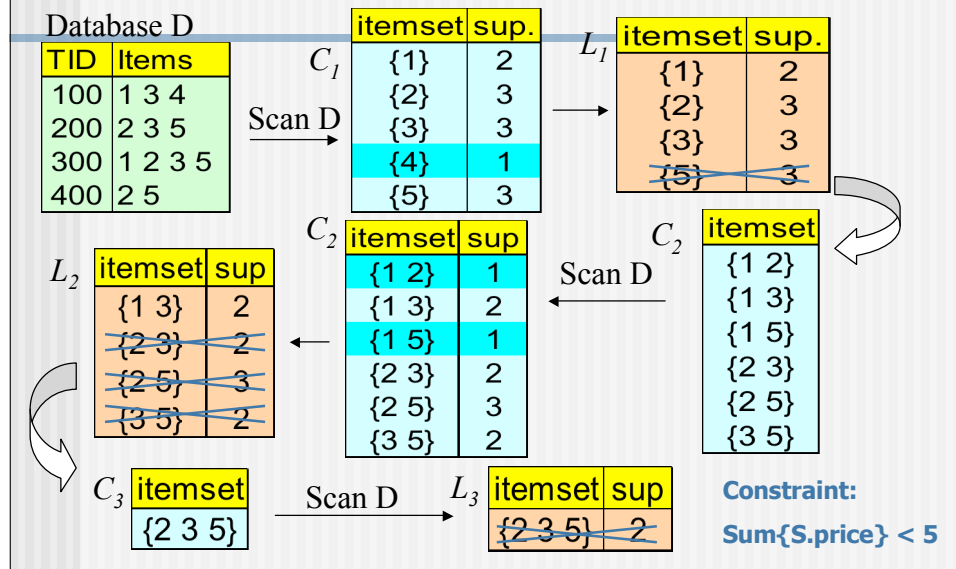 Database D
TID Items
100 1 3 4
200 2 3 5
300 1 2 3 5
400 2 5
Scan D
C1
itemset sup.
{1} 2
{2} 3
{3} 3
{4} 1
{5} 3
L1
itemset sup.
{1} 2
{2} 3
{3} 3
{5} 3
C2
itemset
{1 2}
{1 3}
{1 5}
{2 3}
{2 5}
{3 5}
Scan D
C2
itemset sup
{1 2} 1
{1 3} 2
{1 5} 1
{2 3} 2
{2 5} 3
{3 5} 2
L2
itemset sup
{1 3} 2
{2 3} 2
{2 5} 3
{3 5} 2
C3
itemset
{2 3 5}
Scan D
L3
itemset sup
{2 3 5} 2
Constraint:
Sum{S.price} < 5